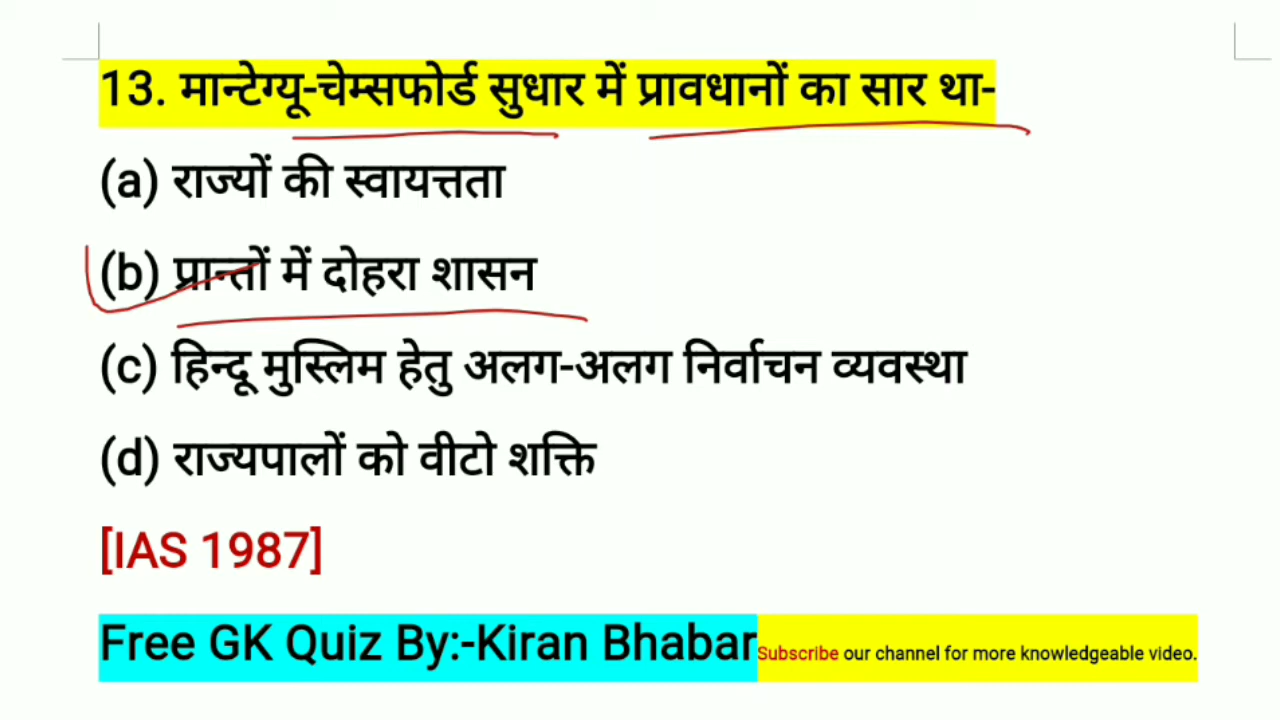 13. मान्टेग्यू-चेम्सफोर्ड सुधार में प्रावधानों का सार था-
(a) राज्यों की स्वायत्तता
(b) प्रान्तों में दोहरा शासन
(c) हिन्दू मुस्लिम हेतु अलग-अलग निर्वाचन व्यवस्था
(d) राज्यपालों को वीटो शक्ति
[IAS 1987]
Free GK Quiz By:-Kiran Bhabar Subscribe our channel for more knowledgeable video.